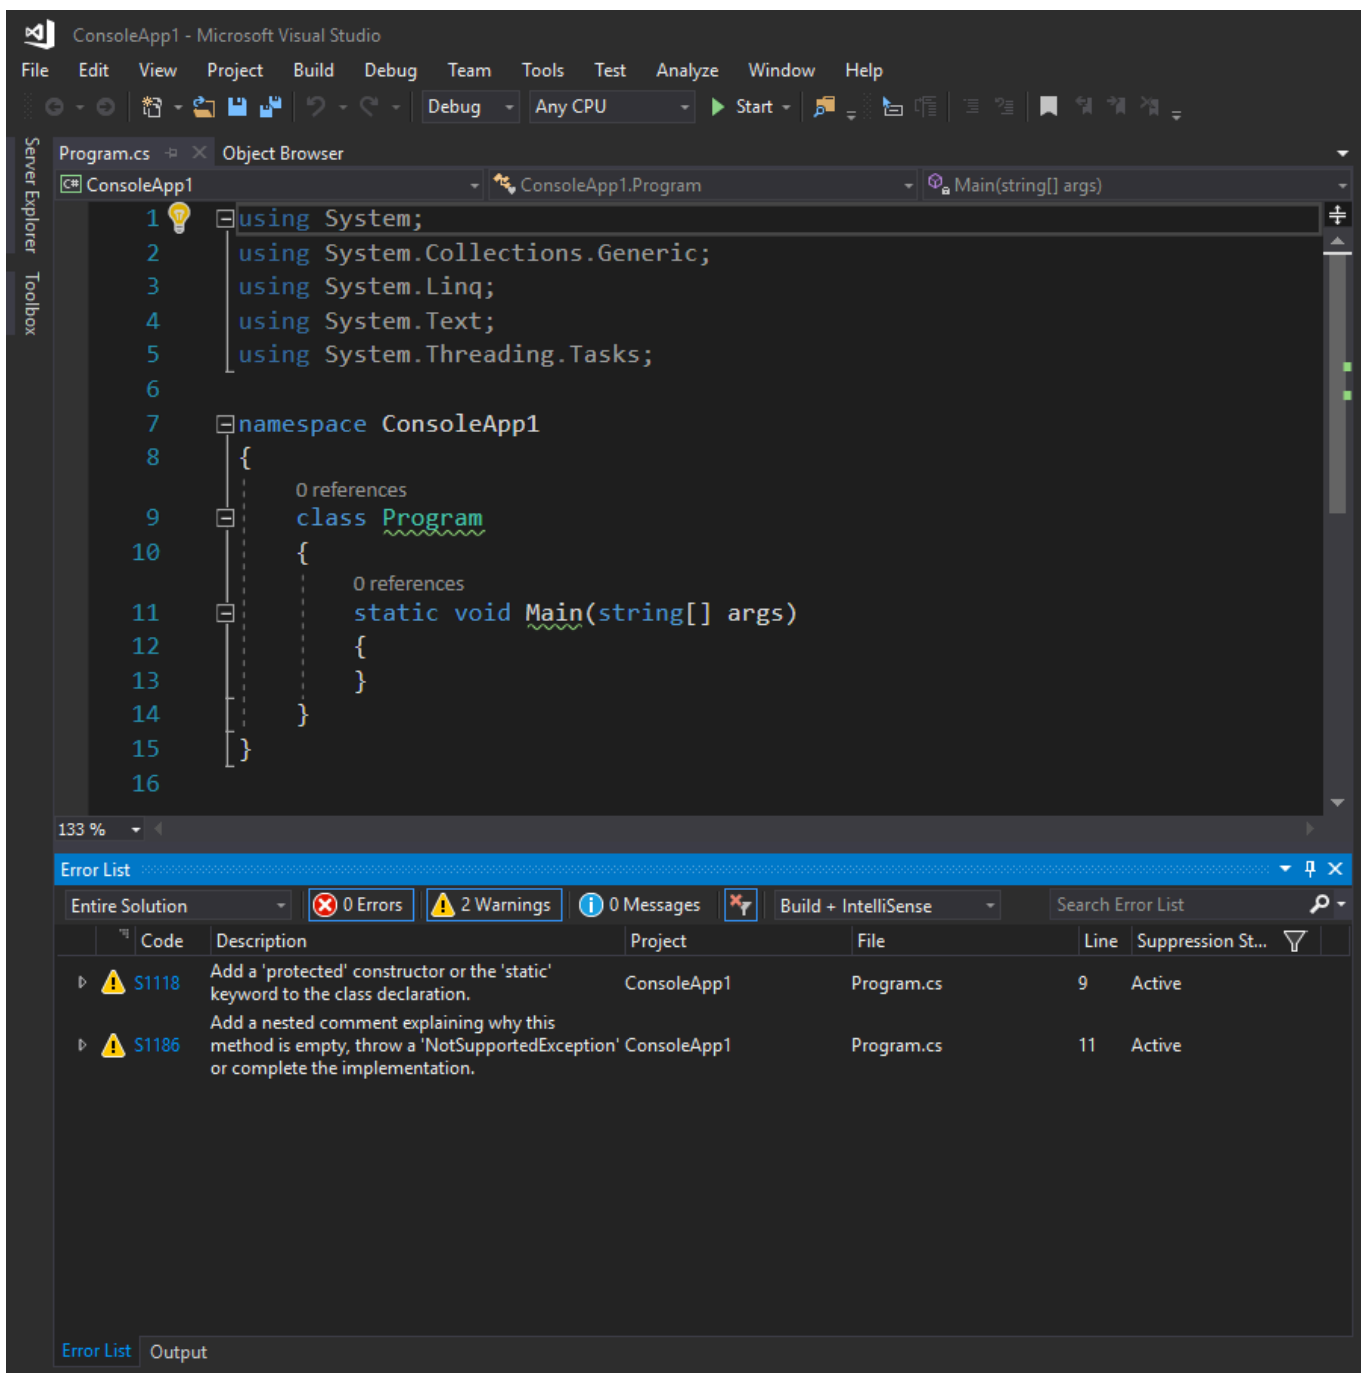 ConsoleApp1 - Microsoft Visual Studio
File Edit View Project Build Debug Team Tools Test Analyze Window Help
Debug Any CPU Start
Server Explorer
Toolbox
Program.cs Object Browser
C# ConsoleApp1 ConsoleApp1.Program Main(string[] args)
1 using System;
2 using System.Collections.Generic;
3 using System.Linq;
4 using System.Text;
5 using System.Threading.Tasks;
6
7 namespace ConsoleApp1
8 {
0 references
9 class Program
10 {
0 references
11 static void Main(string[] args)
12 {
13 }
14 }
15 }
16
133 %
Error List
Entire Solution 0 Errors 2 Warnings 0 Messages Build + IntelliSense Search Error List
Code Description Project File Line Suppression St...
S1118 Add a 'protected' constructor or the 'static' keyword to the class declaration. ConsoleApp1 Program.cs 9 Active
S1186 Add a nested comment explaining why this method is empty, throw a 'NotSupportedException' or complete the implementation. ConsoleApp1 Program.cs 11 Active
Error List Output